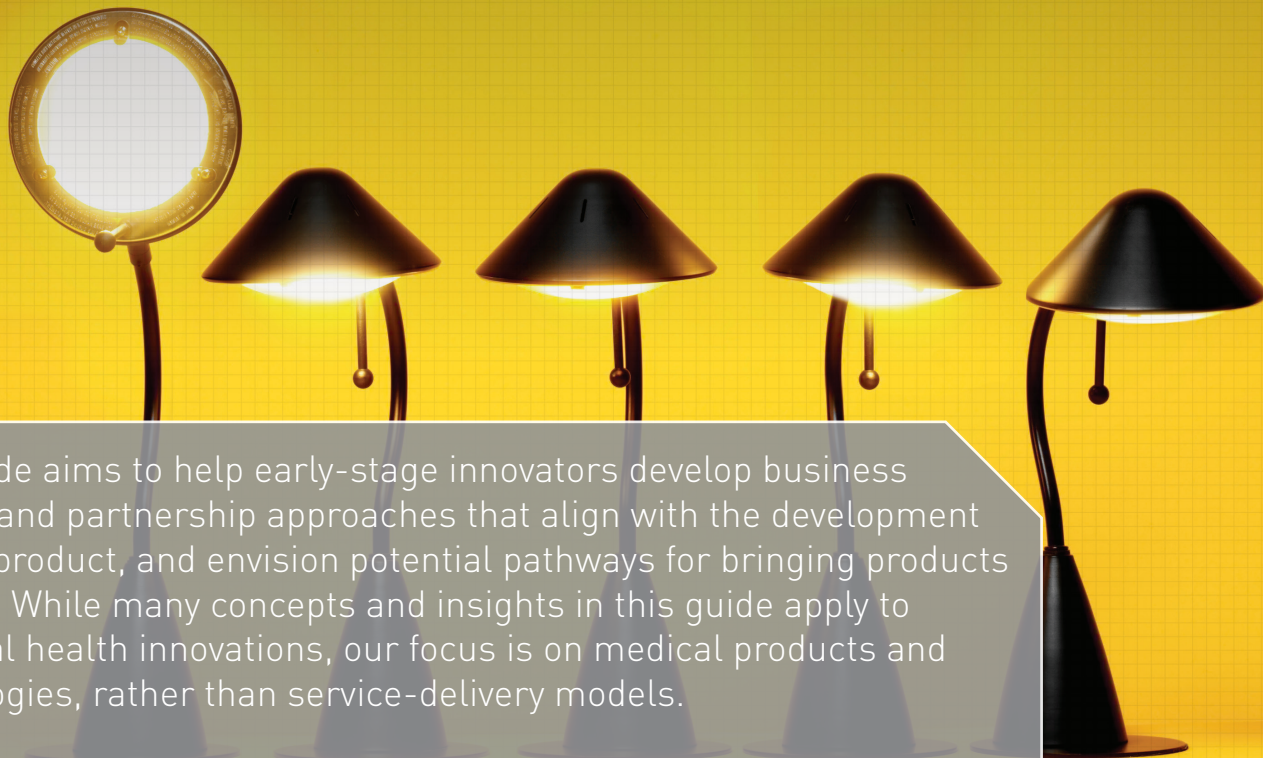 de aims to help early-stage innovators develop business
and partnership approaches that align with the development
product, and envision potential pathways for bringing products
While many concepts and insights in this guide apply to
al health innovations, our focus is on medical products and
ogies, rather than service-delivery models.